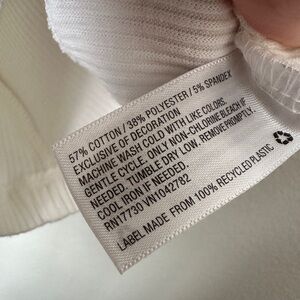 57% COTTON / 38% POLYESTER / 5% SPANDEX
EXCLUSIVE OF DECORATION
MACHINE WASH COLD WITH LIKE COLORS
GENTLE CYCLE. ONLY NON-CHLORINE BLEACH IF
NEEDED. TUMBLE DRY LOW. REMOVE PROMPTLY.
COOL IRON IF NEEDED.
RN17730 VN1042782
LABEL MADE FROM 100% RECYCLED PLASTIC